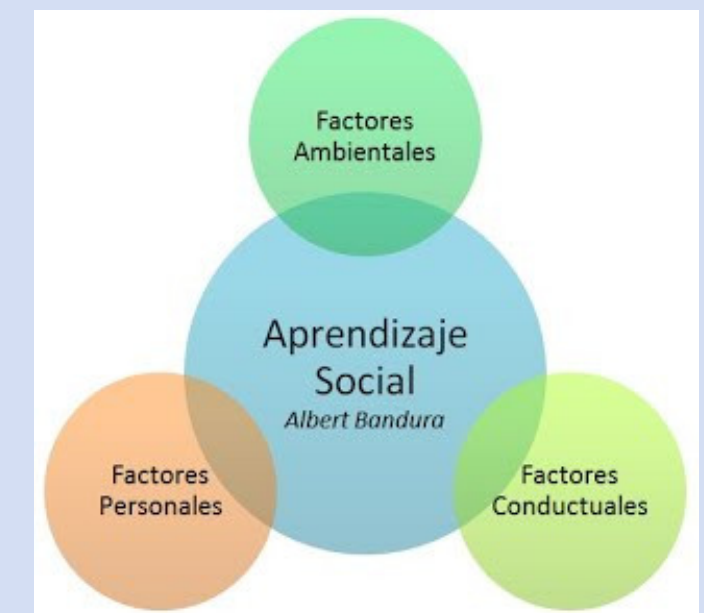 Factores
Ambientales
Aprendizaje
Social
Albert Bandura
Factores
Personales
Factores
Conductuales